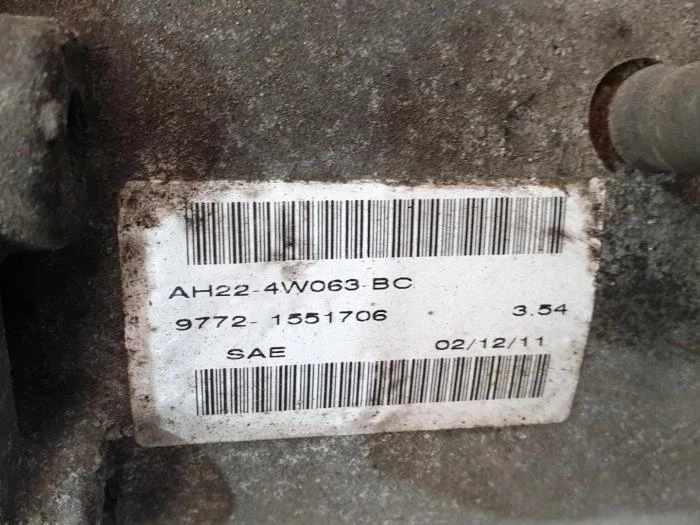 AH22-4W063-BC
9772- 1551706 3.54
SAE 02/12/11